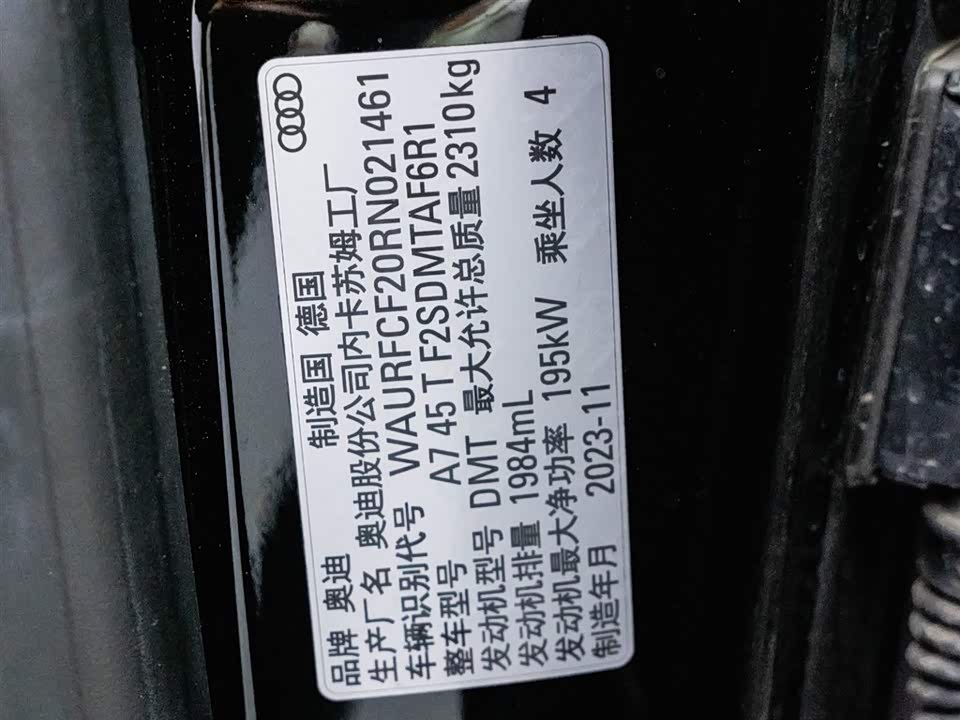 品牌 奥迪 制造国 德国
生产厂名 奥迪股份公司内卡苏姆工厂
车辆识别代号 WAURFCF20RN021461
整车型号 A7 45 T F2SDMTAF6R1
发动机型号 DMT 最大允许总质量 2310kg
发动机排量 1984mL
发动机最大净功率 195kW 乘坐人数 4
制造年月 2023-11